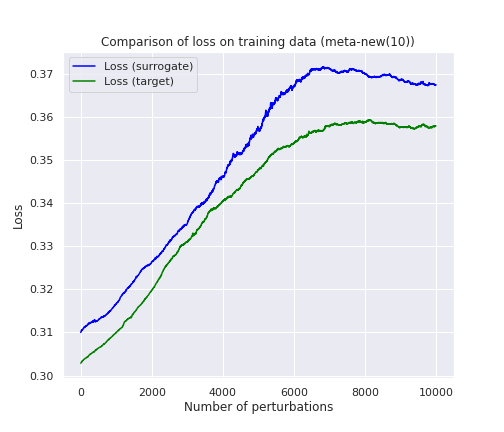 Comparison of loss on training data (meta-new(10))
Loss (surrogate)
Loss (target)
Loss
0.37
0.36
0.35
0.34
0.33
0.32
0.31
0.30
0 2000 4000 6000 8000 10000
Number of perturbations